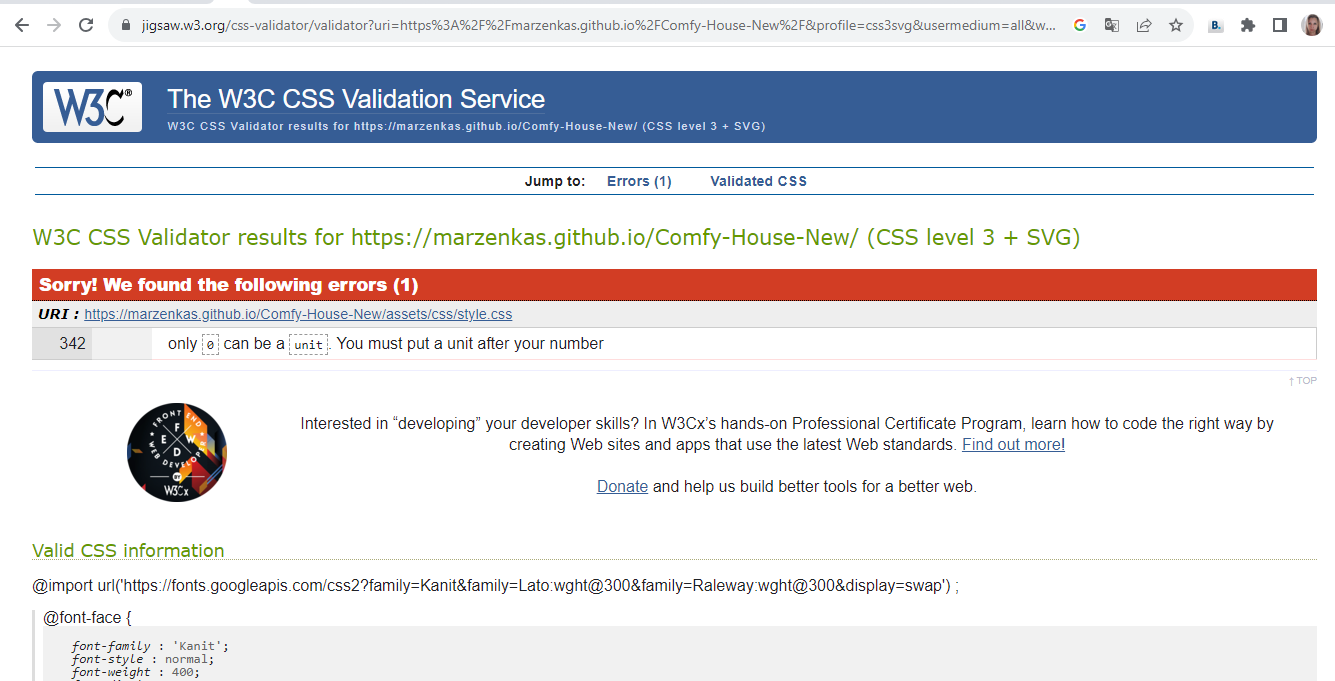 jigsaw.w3.org/css-validator/validator?uri=https%3A%2F%2Fmarzenkas.github.io%2FComfy-House-New%2F&profile=css3svg&usermedium=all&w...
B.
W3C®
The W3C CSS Validation Service
W3C CSS Validator results for https://marzenkas.github.io/Comfy-House-New/ (CSS level 3 + SVG)
Jump to: Errors (1) Validated CSS
W3C CSS Validator results for https://marzenkas.github.io/Comfy-House-New/ (CSS level 3 + SVG)
Sorry! We found the following errors (1)
URI : https://marzenkas.github.io/Comfy-House-New/assets/css/style.css
342 only 0 can be a unit. You must put a unit after your number
↑ TOP
FRONT END WEB DEVELOPER
F E W D
BY
W3Cx
Interested in “developing” your developer skills? In W3Cx’s hands-on Professional Certificate Program, learn how to code the right way by
creating Web sites and apps that use the latest Web standards. Find out more!
Donate and help us build better tools for a better web.
Valid CSS information
@import url('https://fonts.googleapis.com/css2?family=Kanit&family=Lato:wght@300&family=Raleway:wght@300&display=swap') ;
@font-face {
font-family : 'Kanit';
font-style : normal;
font-weight : 400;